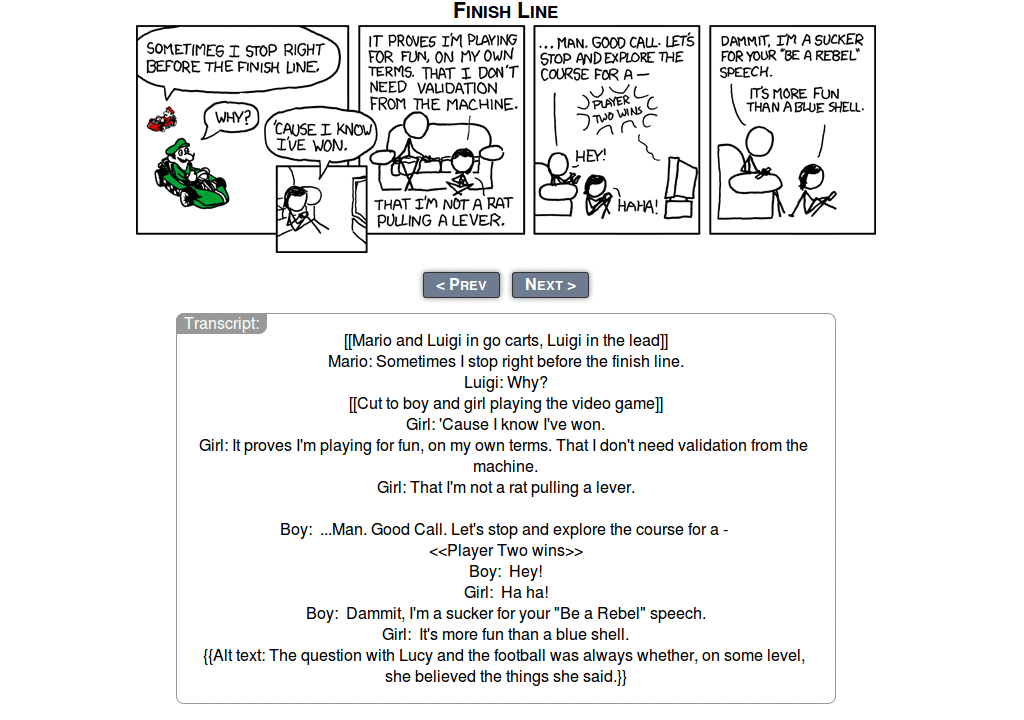 FINISH LINE
SOMETIMES I STOP RIGHT
BEFORE THE FINISH LINE.
WHY?
'CAUSE I KNOW
I'VE WON.
IT PROVES I'M PLAYING
FOR FUN, ON MY OWN
TERMS. THAT I DON'T
NEED VALIDATION
FROM THE MACHINE.
THAT I'M NOT A RAT
PULLING A LEVER.
...MAN. GOOD CALL. LET'S
STOP AND EXPLORE THE
COURSE FOR A —
PLAYER
TWO WINS
HEY!
HAHA!
DAMMIT, I'M A SUCKER
FOR YOUR "BE A REBEL"
SPEECH.
IT'S MORE FUN
THAN A BLUE SHELL.
< PREV
NEXT >
Transcript:
[[Mario and Luigi in go carts, Luigi in the lead]]
Mario: Sometimes I stop right before the finish line.
Luigi: Why?
[[Cut to boy and girl playing the video game]]
Girl: 'Cause I know I've won.
Girl: It proves I'm playing for fun, on my own terms. That I don't need validation from the
machine.
Girl: That I'm not a rat pulling a lever.
Boy: ...Man. Good Call. Let's stop and explore the course for a -
<<Player Two wins>>
Boy: Hey!
Girl: Ha ha!
Boy: Dammit, I'm a sucker for your "Be a Rebel" speech.
Girl: It's more fun than a blue shell.
{{Alt text: The question with Lucy and the football was always whether, on some level,
she believed the things she said.}}